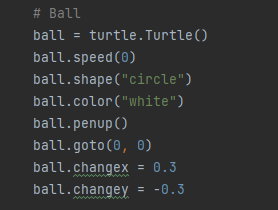 # Ball
ball = turtle.Turtle()
ball.speed(0)
ball.shape("circle")
ball.color("white")
ball.penup()
ball.goto(0, 0)
ball.changex = 0.3
ball.changey = -0.3